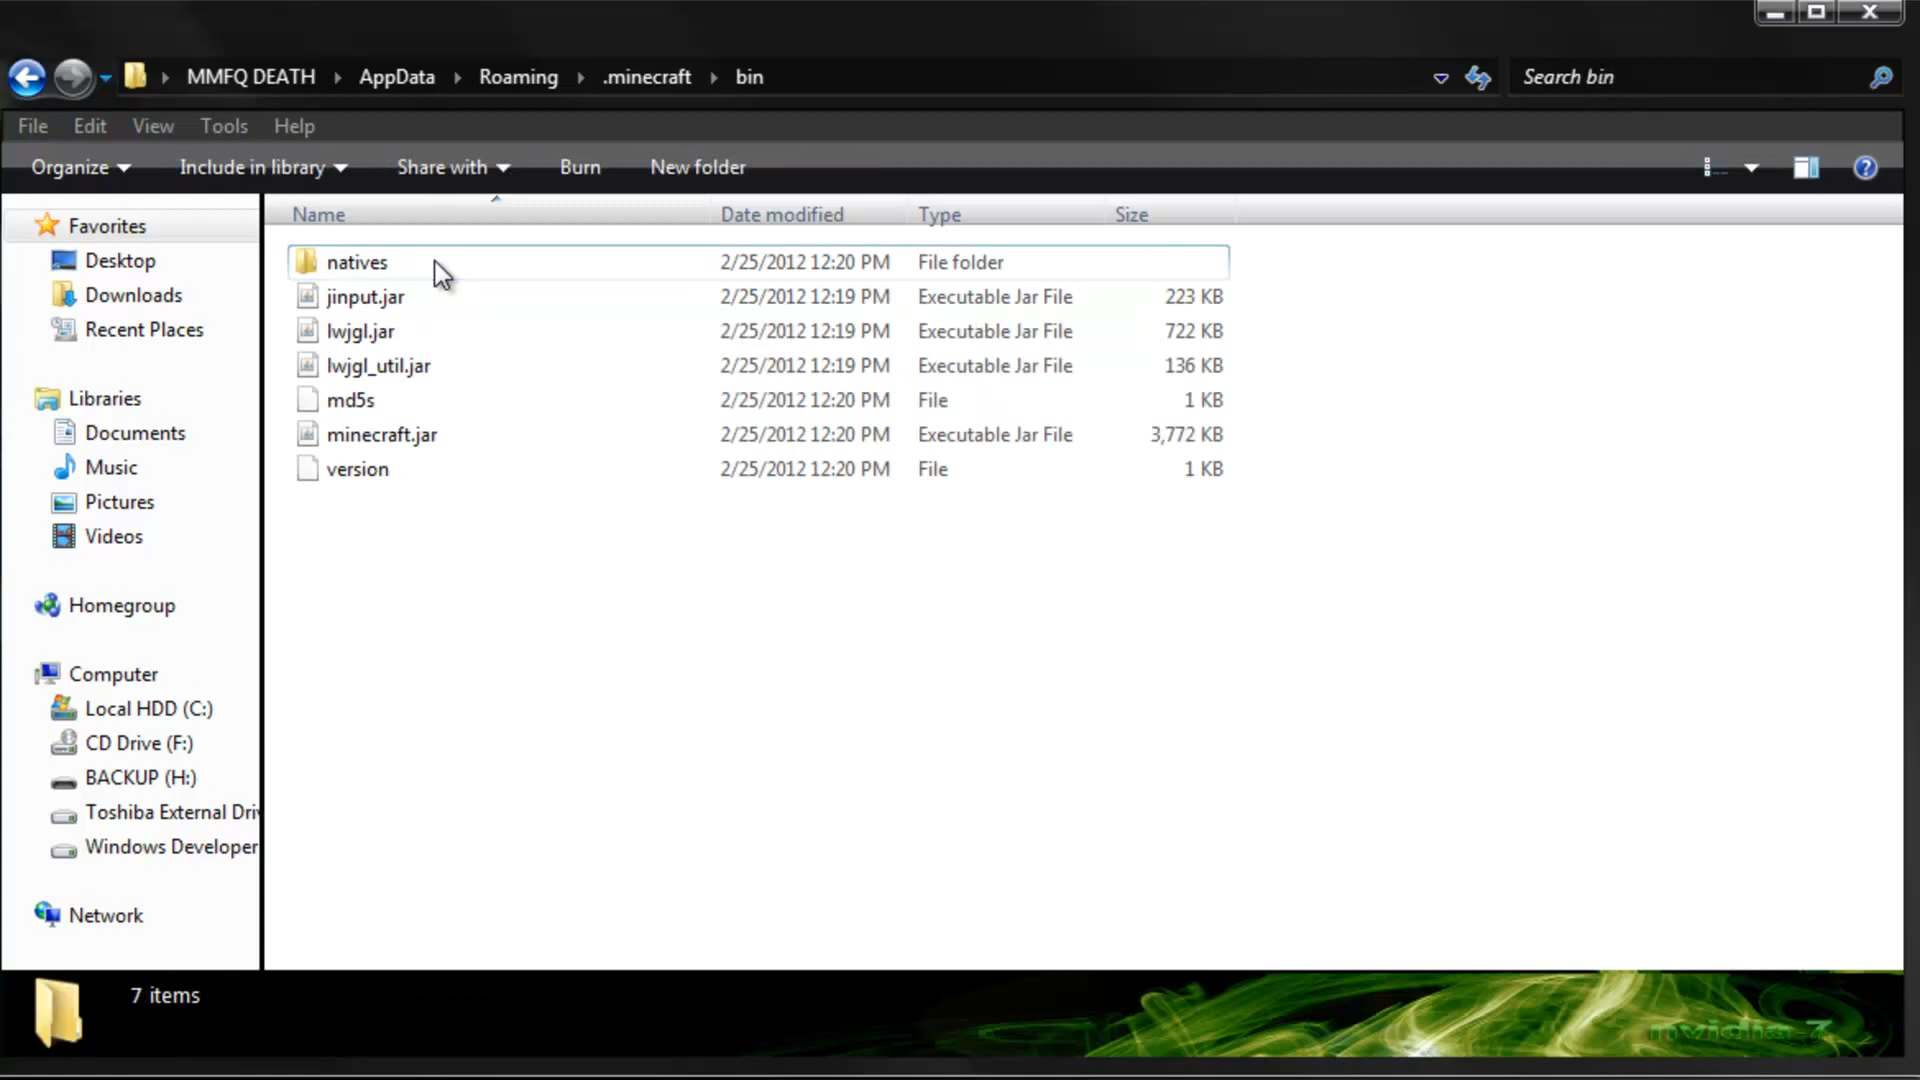 MMFQ DEATH AppData Roaming .minecraft bin Search bin
File Edit View Tools Help
Organize Include in library Share with Burn New folder
Name Date modified Type Size
Favorites
Desktop
Downloads
Recent Places
Libraries
Documents
Music
Pictures
Videos
Homegroup
Computer
Local HDD (C:)
CD Drive (F:)
BACKUP (H:)
Toshiba External Driv
Windows Developer
Network
natives 2/25/2012 12:20 PM File folder
jinput.jar 2/25/2012 12:19 PM Executable Jar File 223 KB
lwjgl.jar 2/25/2012 12:19 PM Executable Jar File 722 KB
lwjgl_util.jar 2/25/2012 12:19 PM Executable Jar File 136 KB
md5s 2/25/2012 12:20 PM File 1 KB
minecraft.jar 2/25/2012 12:20 PM Executable Jar File 3,772 KB
version 2/25/2012 12:20 PM File 1 KB
7 items
nvidia 7